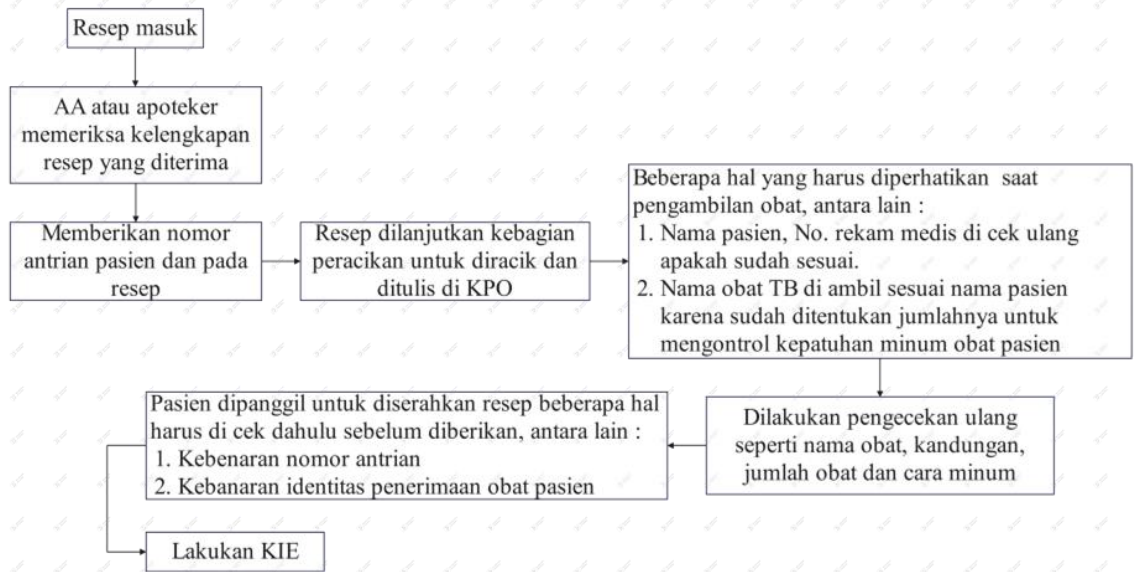 Resep masuk
AA atau apoteker
memeriksa kelengkapan
resep yang diterima
Memberikan nomor
antrian pasien dan pada
resep
Resep dilanjutkan kebagian
peracikan untuk diracik dan
ditulis di KPO
Beberapa hal yang harus diperhatikan saat
pengambilan obat, antara lain :
1. Nama pasien, No. rekam medis di cek ulang
apakah sudah sesuai.
2. Nama obat TB di ambil sesuai nama pasien
karena sudah ditentukan jumlahnya untuk
mengontrol kepatuhan minum obat pasien
Dilakukan pengecekan ulang
seperti nama obat, kandungan,
jumlah obat dan cara minum
Pasien dipanggil untuk diserahkan resep beberapa hal
harus di cek dahulu sebelum diberikan, antara lain :
1. Kebenaran nomor antrian
2. Kebanaran identitas penerimaan obat pasien
Lakukan KIE